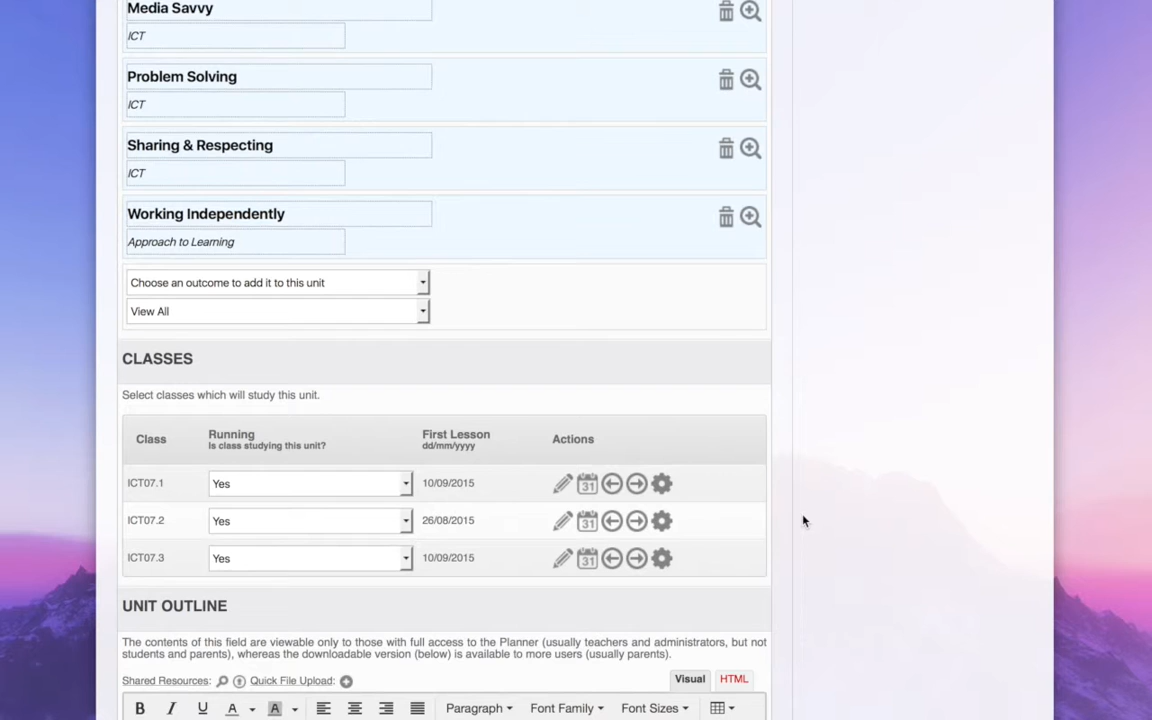 Media Savvy
ICT
Problem Solving
ICT
Sharing & Respecting
ICT
Working Independently
Approach to Learning
Choose an outcome to add it to this unit
View All
CLASSES
Select classes which will study this unit.
Class Running First Lesson Actions
Is class studying this unit? dd/mm/yyyy
ICT07.1 Yes 10/09/2015 31
ICT07.2 Yes 26/08/2015 31
ICT07.3 Yes 10/09/2015 31
UNIT OUTLINE
The contents of this field are viewable only to those with full access to the Planner (usually teachers and administrators, but not
students and parents), whereas the downloadable version (below) is available to more users (usually parents).
Shared Resources: Quick File Upload: Visual HTML
B I U A A Paragraph Font Family Font Sizes